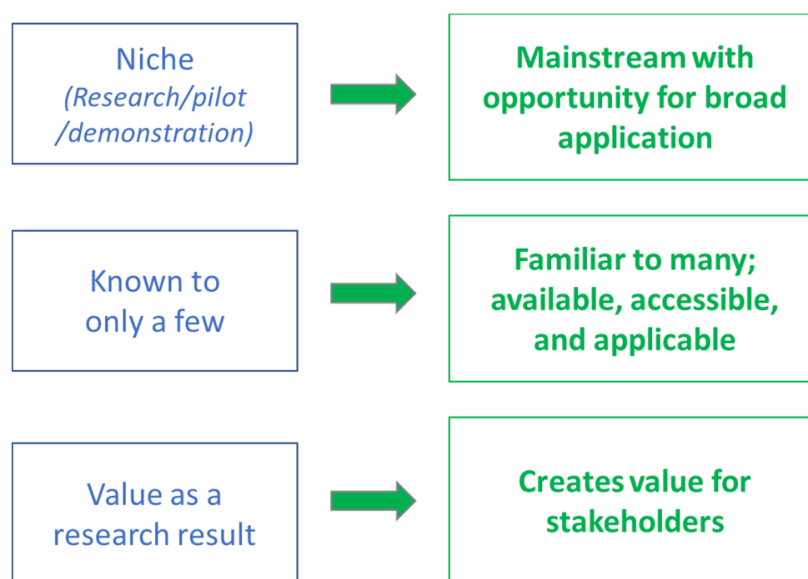 Niche
(Research/pilot
/demonstration)
Mainstream with
opportunity for broad
application
Known to
only a few
Familiar to many;
available, accessible,
and applicable
Value as a
research result
Creates value for
stakeholders